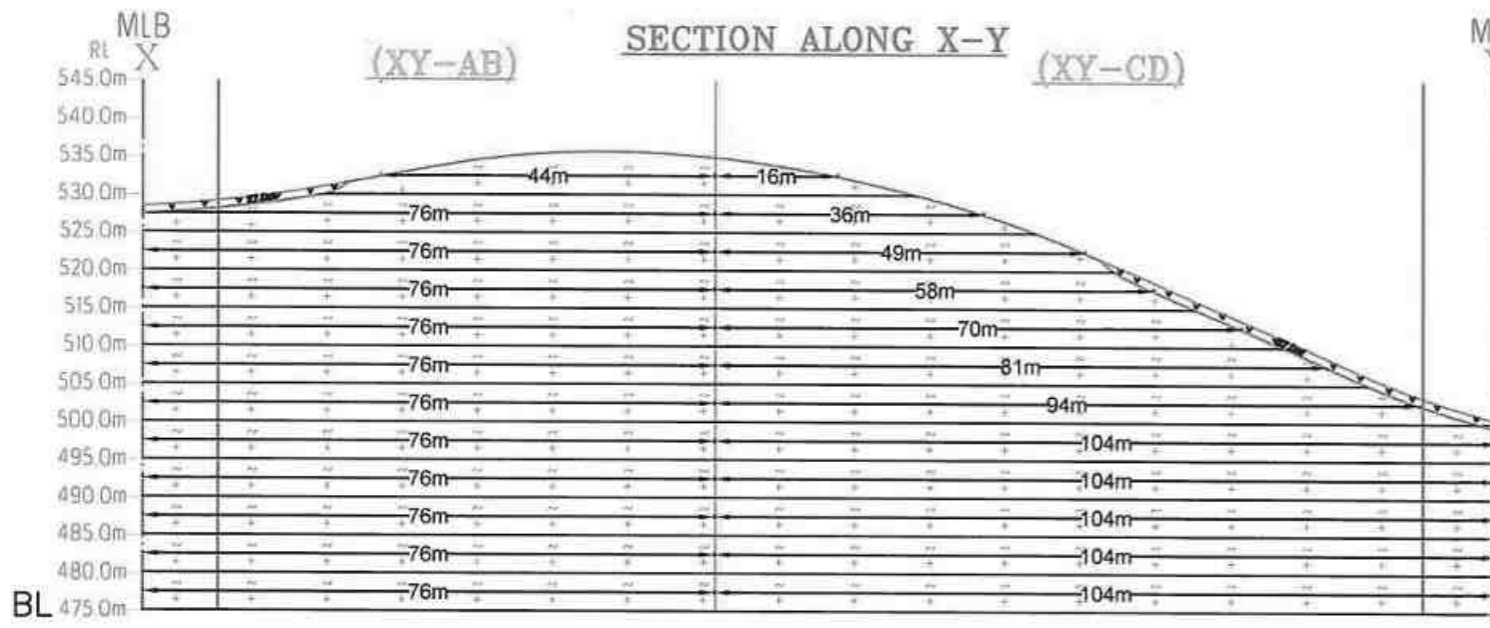 MLB
SECTION ALONG X-Y
M
RL X
(XY-AB)
(XY-CD)
545.0m
540.0m
535.0m
44m 16m
530.0m
76m 36m
525.0m
76m 49m
520.0m
76m 58m
515.0m
76m 70m
510.0m
76m 81m
505.0m
76m 94m
500.0m
76m 104m
495.0m
76m 104m
490.0m
76m 104m
485.0m
76m 104m
480.0m
76m 104m
BL 475.0m